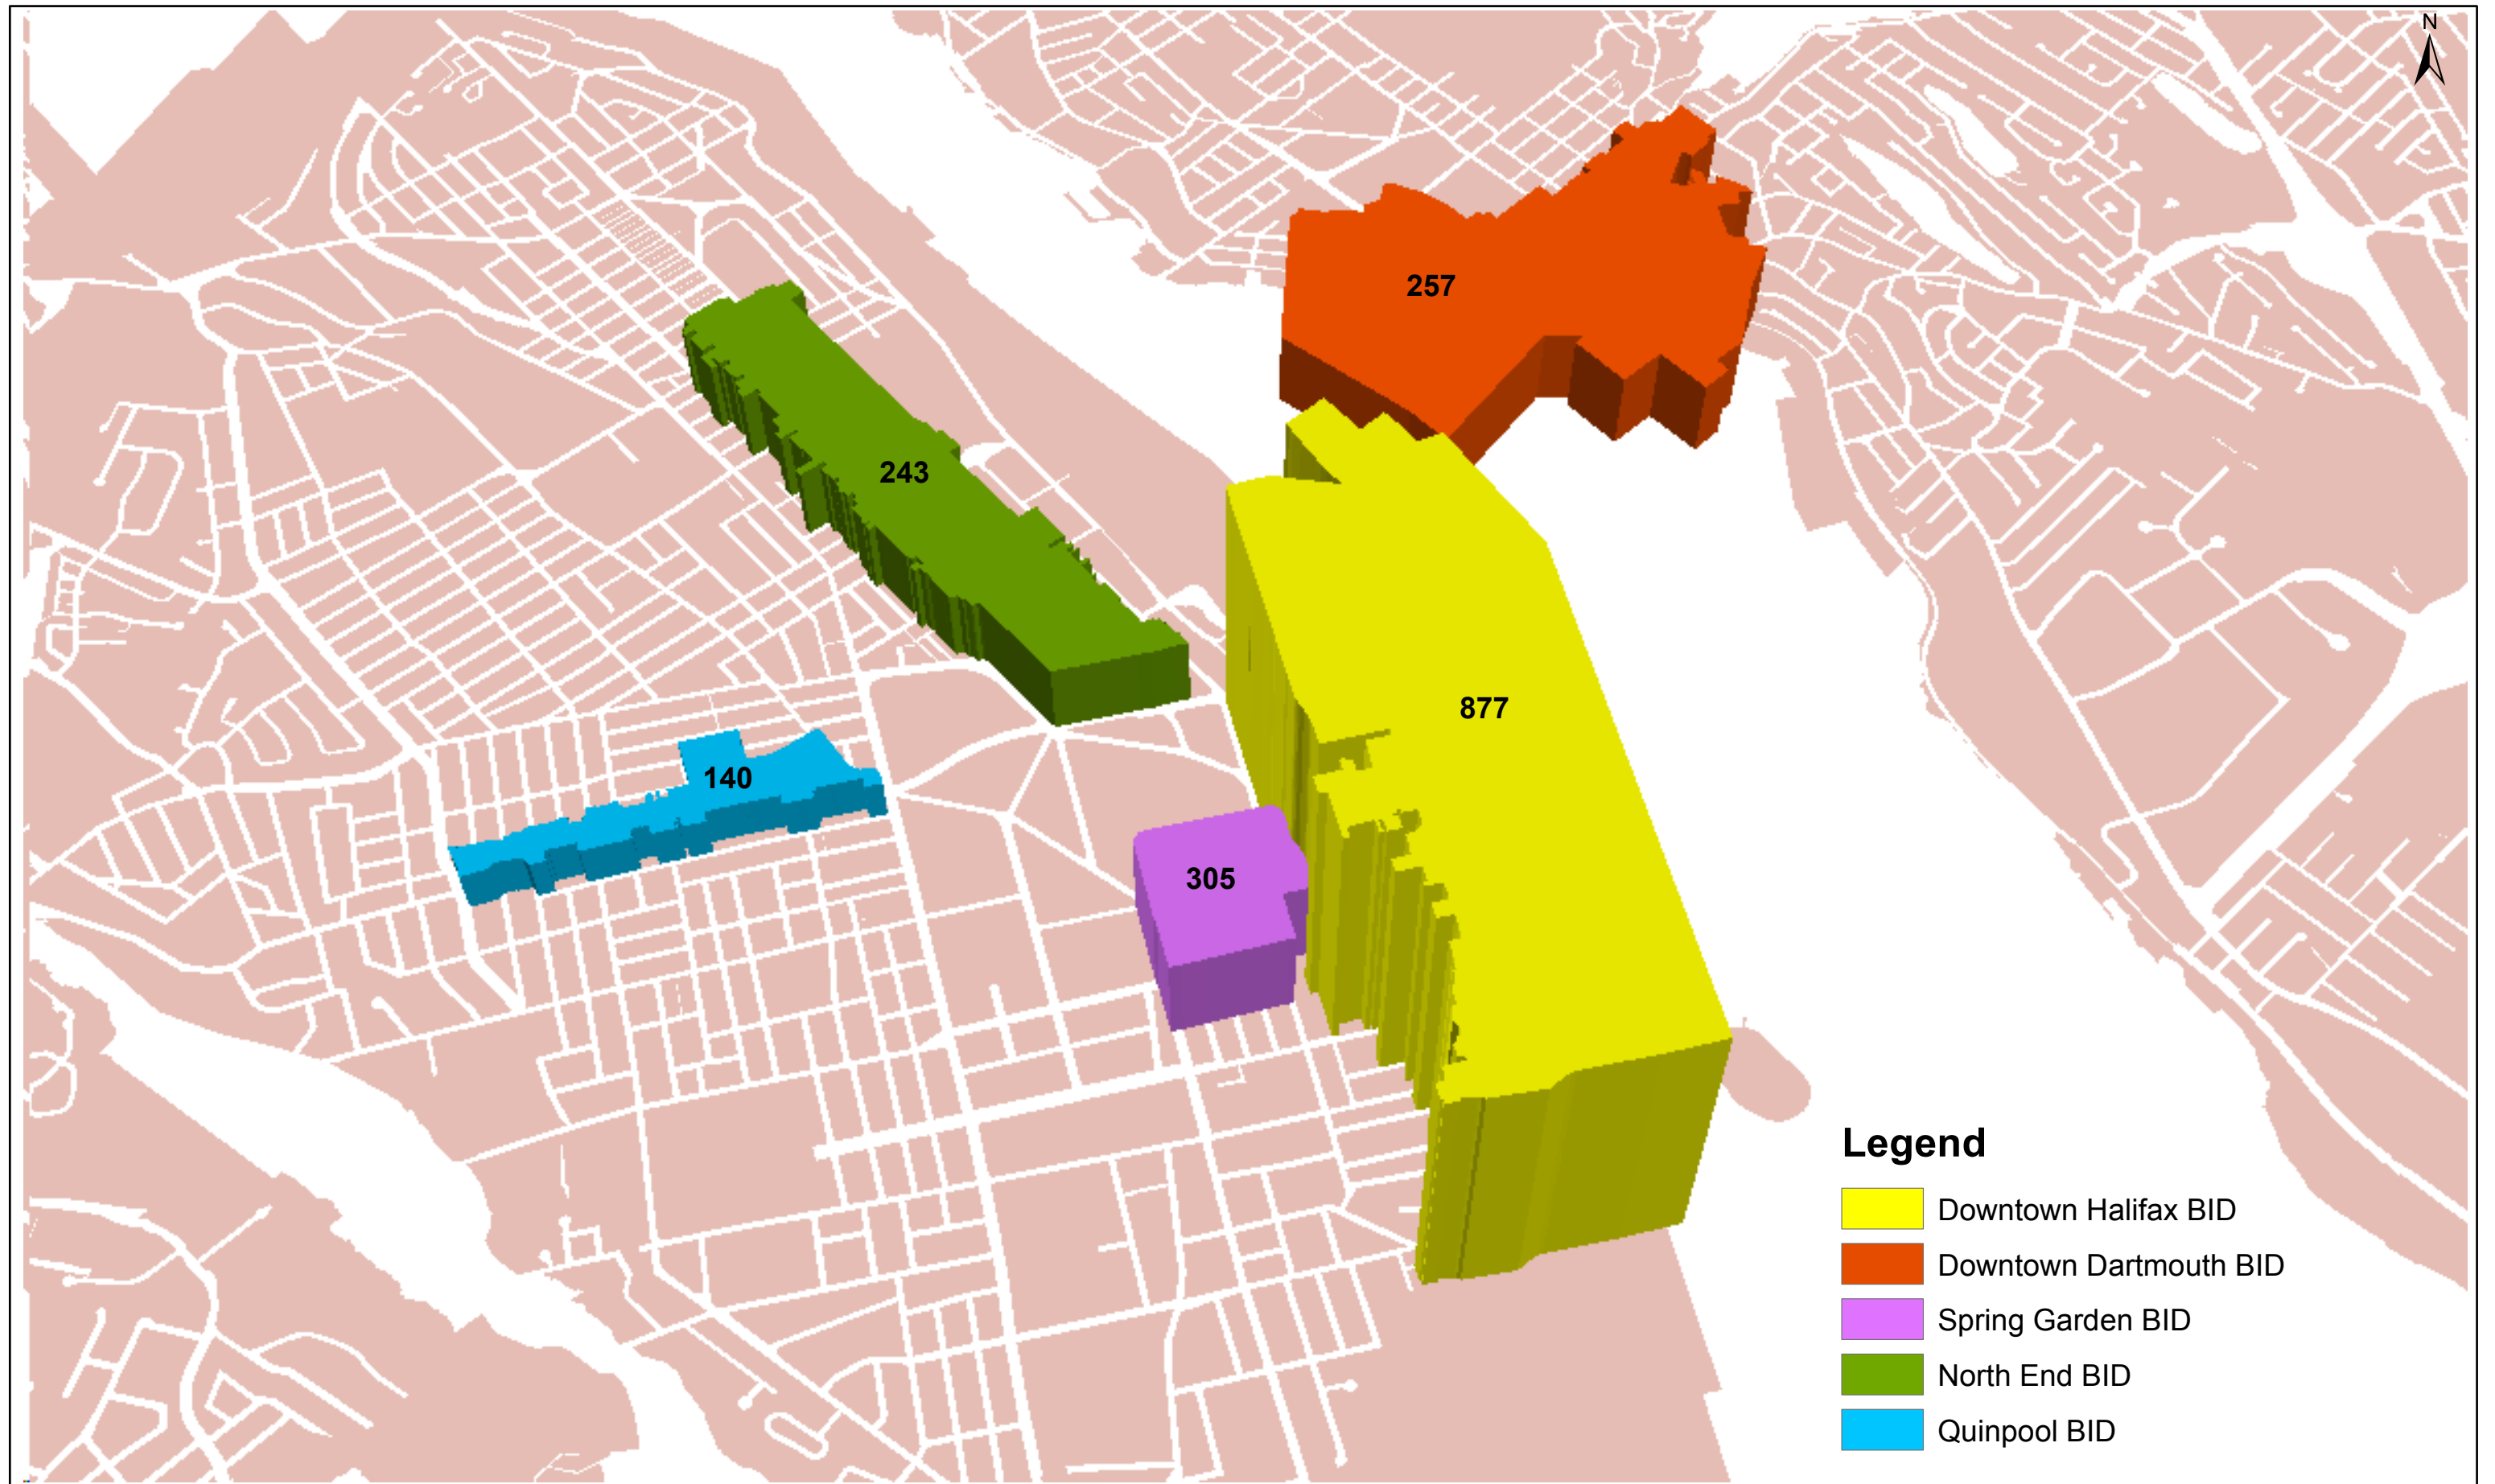 N
257
243
877
140
305
Legend
Downtown Halifax BID
Downtown Dartmouth BID
Spring Garden BID
North End BID
Quinpool BID